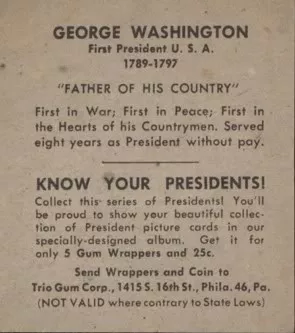 GEORGE WASHINGTON
First President U. S. A.
1789-1797
"FATHER OF HIS COUNTRY"
First in War; First in Peace; First in
the Hearts of his Countrymen. Served
eight years as President without pay.
KNOW YOUR PRESIDENTS!
Collect this series of Presidents! You'll
be proud to show your beautiful collec-
tion of President picture cards in our
specially-designed album. Get it for
only 5 Gum Wrappers and 25c.
Send Wrappers and Coin to
Trio Gum Corp., 1415 S. 16th St., Phila. 46, Pa.
(NOT VALID where contrary to State Laws)